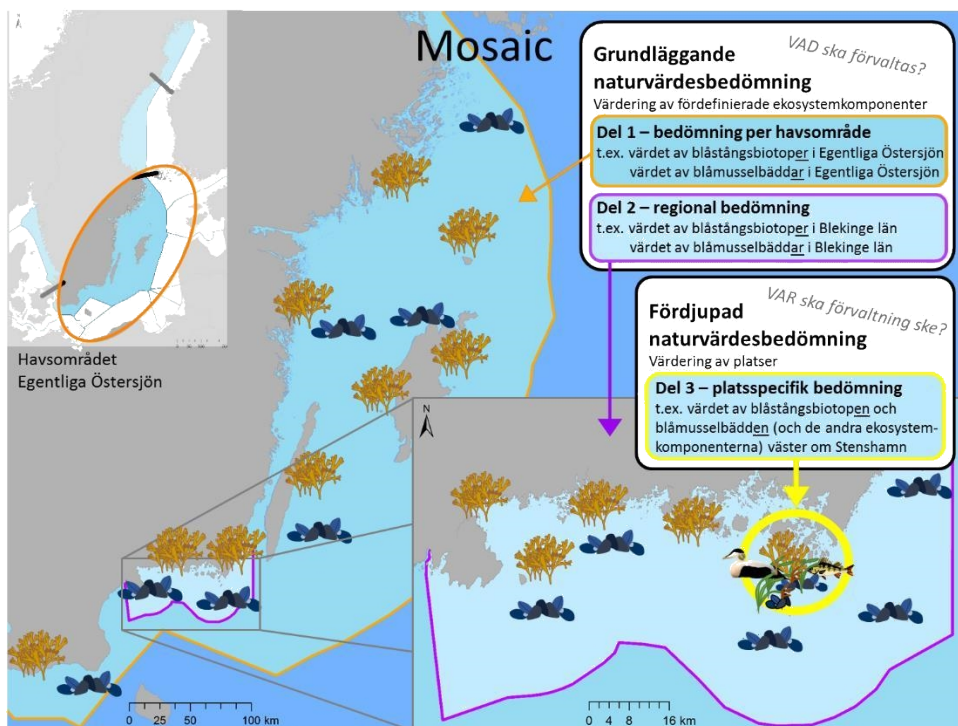 Mosaic
Grundläggande
naturvärdesbedömning
VAD ska förvaltas?
Värdering av fördefinierade ekosystemkomponenter
Del 1 – bedömning per havsområde
t.ex. värdet av blåstångsbiotoper i Egentliga Östersjön
värdet av blåmusselbäddar i Egentliga Östersjön
Del 2 – regional bedömning
t.ex. värdet av blåstångsbiotoper i Blekinge län
värdet av blåmusselbäddar i Blekinge län
Fördjupad
naturvärdesbedömning
VAR ska förvaltning ske?
Värdering av platser
Del 3 – platsspecifik bedömning
t.ex. värdet av blåstångsbiotopen och
blåmusselbädden (och de andra ekosystem-
komponenterna) väster om Stenshamn
Havsområdet
Egentliga Östersjön
N
0 25 50 100 km
0 4 8 16 km